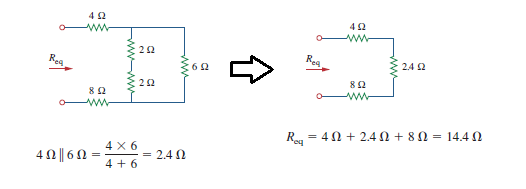 4 Ω
2 Ω
R_eq
6 Ω
2 Ω
8 Ω
4 Ω || 6 Ω = (4 × 6)/(4 + 6) = 2.4 Ω
4 Ω
R_eq
2.4 Ω
8 Ω
R_eq = 4 Ω + 2.4 Ω + 8 Ω = 14.4 Ω